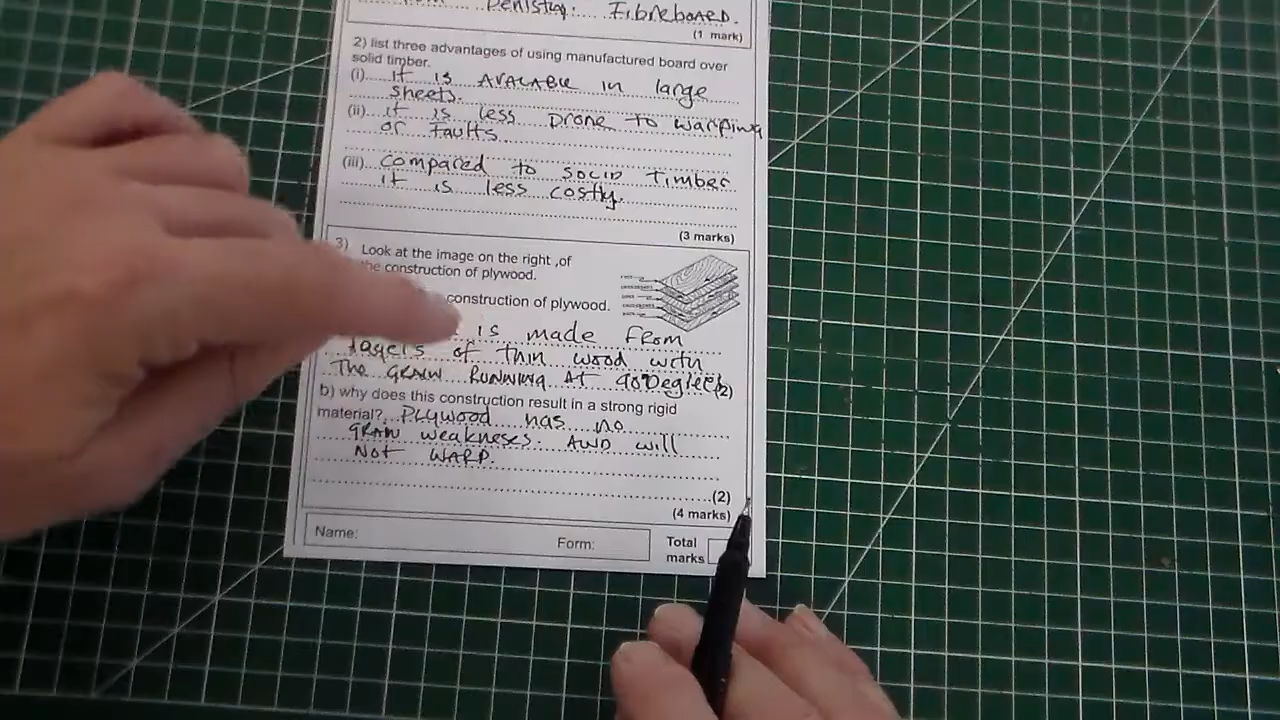 Density. Fibreboard.
(1 mark)
2) list three advantages of using manufactured board over
solid timber.
(i) it is AVALABLE in large
sheets.
(ii) it is less Prone to warping
or faults.
(iii) compared to SOLID Timber
it is less costly.
(3 marks)
3) Look at the image on the right ,of
the construction of plywood.
construction of plywood.
is made From
layers of thin wood with
The GRAIN RUNNING AT 90°Degrees (2)
b) why does this construction result in a strong rigid
material? PLywood has no
GRAIN weakneses. AND will
Not WARP.
(2)
(4 marks)
Name: Form:
Total
marks